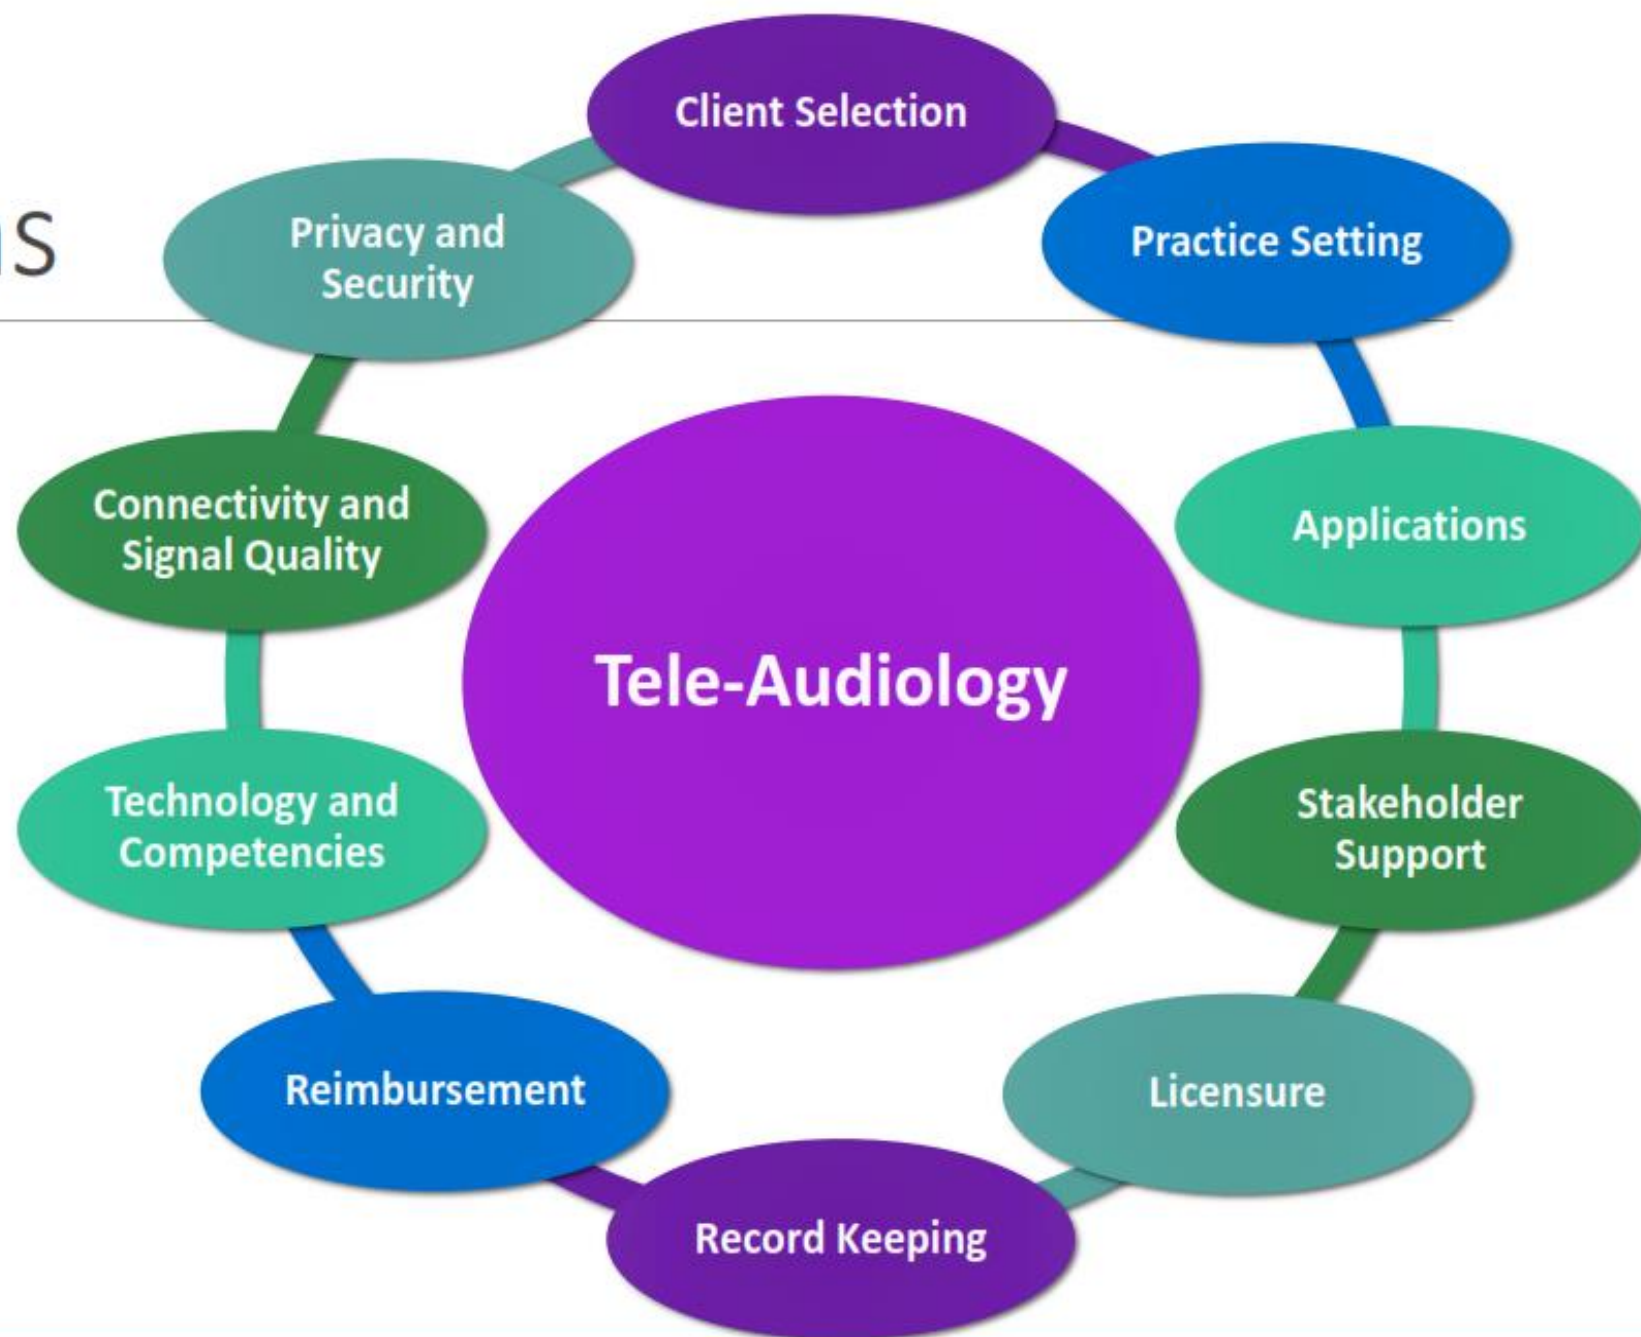 Client Selection
Privacy and
Security
Practice Setting
Connectivity and
Signal Quality
Applications
Tele-Audiology
Technology and
Competencies
Stakeholder
Support
Reimbursement
Licensure
Record Keeping